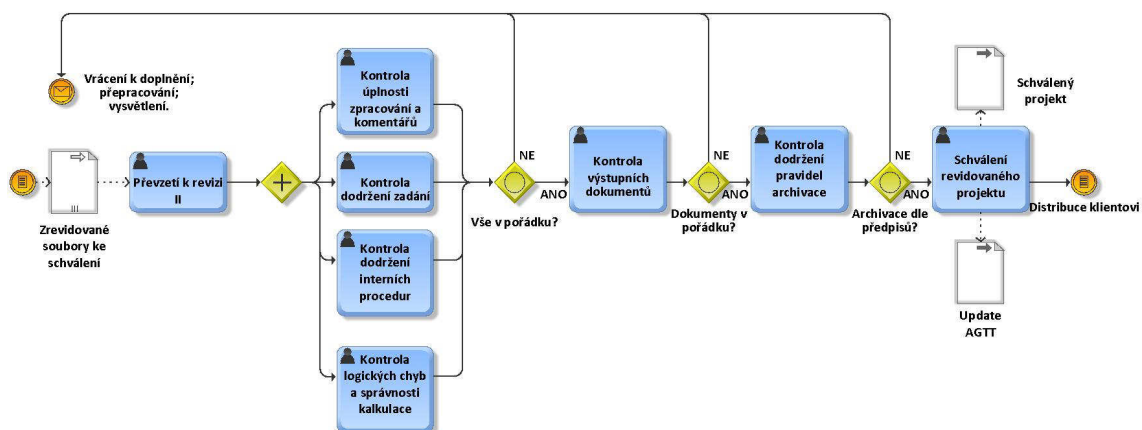 Vrácení k doplnění;
přepracování;
vysvětlení.
Zrevidované
soubory ke
schválení
Převzetí k revizi
II
Kontrola
úplnosti
zpracování a
komentářů
Kontrola
dodržení zadání
Kontrola
dodržení
interních
procedur
Kontrola
logických chyb
a správnosti
kalkulace
NE
ANO
Vše v pořádku?
Kontrola
výstupních
dokumentů
NE
ANO
Dokumenty v
pořádku?
Kontrola
dodržení
pravidel
archivace
NE
ANO
Archivace dle
předpisů?
Schválený
projekt
Schválení
revidovaného
projektu
Distribuce klientovi
Update
AGTT